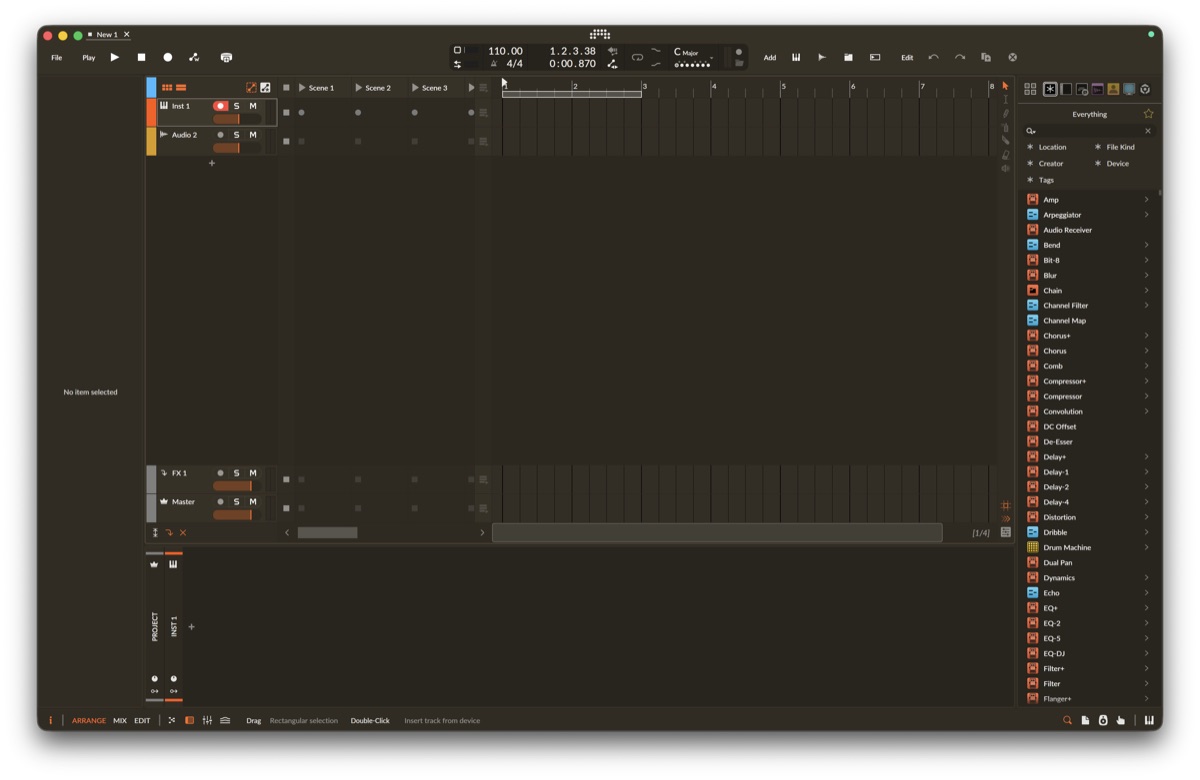 New 1
File
Play
110.00
4/4
1.2.3.38
0:00.870
C Major
Add
Edit
Scene 1
Scene 2
Scene 3
1
2
3
4
5
6
7
8
Inst 1
S M
Audio 2
S M
+
No item selected
FX 1
S M
Master
S M
[1/4]
PROJECT
INST 1
+
Everything
Location
File Kind
Creator
Device
Tags
Amp
Arpeggiator
Audio Receiver
Bend
Bit-8
Blur
Chain
Channel Filter
Channel Map
Chorus+
Chorus
Comb
Compressor+
Compressor
Convolution
DC Offset
De-Esser
Delay+
Delay-1
Delay-2
Delay-4
Distortion
Dribble
Drum Machine
Dual Pan
Dynamics
Echo
EQ+
EQ-2
EQ-5
EQ-DJ
Filter+
Filter
Flanger+
i
ARRANGE MIX EDIT
Drag Rectangular selection Double-Click Insert track from device